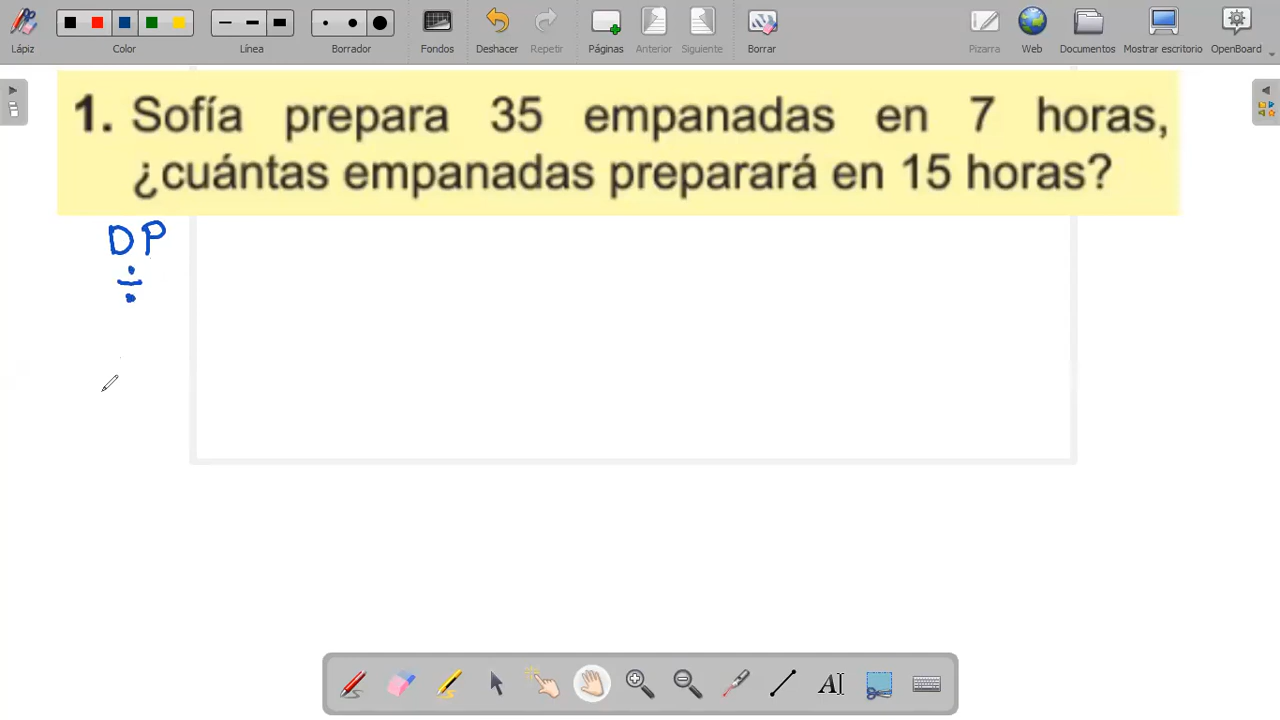 Lápiz
Color
Línea
Borrador
Fondos
Deshacer
Repetir
Páginas
Anterior
Siguiente
Borrar
Pizarra
Web
Documentos
Mostrar escritorio
OpenBoard
1. Sofía prepara 35 empanadas en 7 horas,
¿cuántas empanadas preparará en 15 horas?
DP
÷
AI